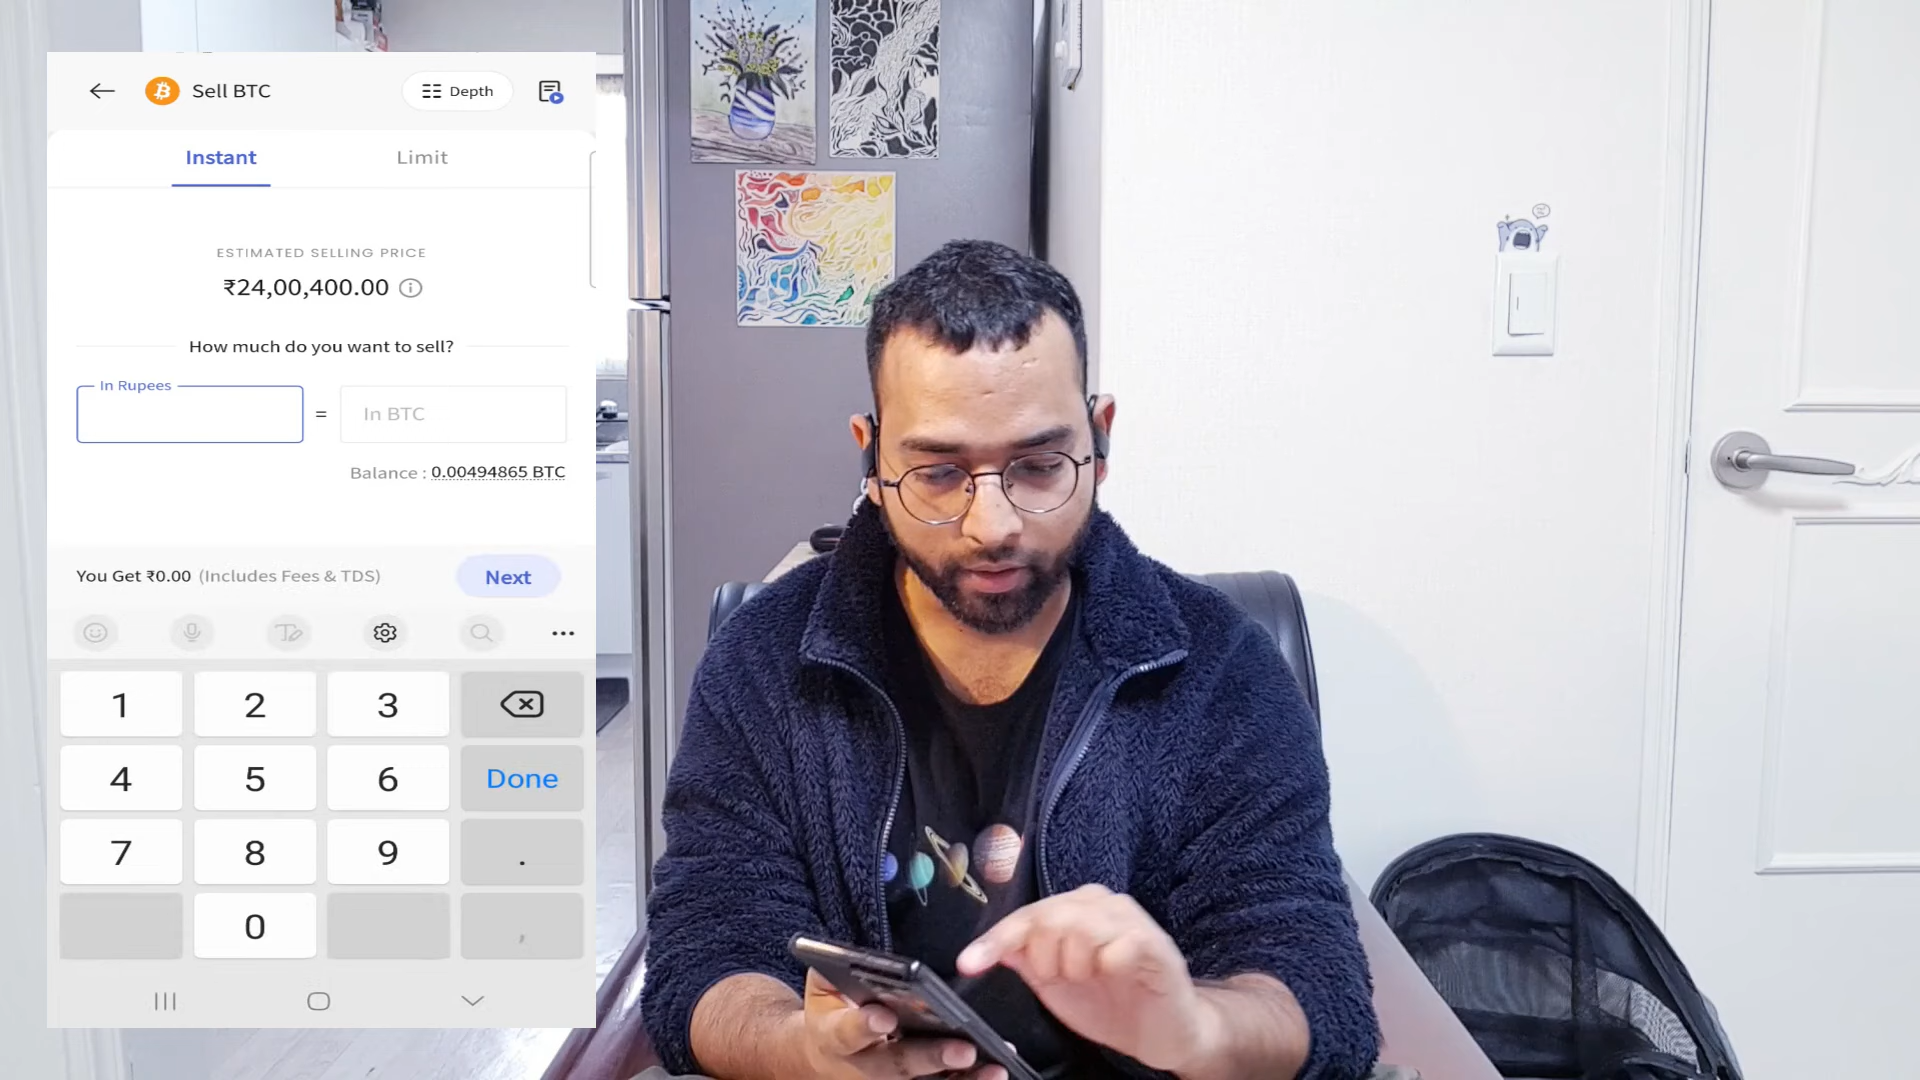 Sell BTC
Depth
Instant
Limit
ESTIMATED SELLING PRICE
₹24,00,400.00
How much do you want to sell?
In Rupees
=
In BTC
Balance : 0.00494865 BTC
You Get ₹0.00 (Includes Fees & TDS)
Next
1 2 3
4 5 6 Done
7 8 9 .
0 ,